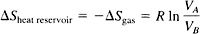 ΔS_heat reservoir = −ΔS_gas = R ln V_A/V_B